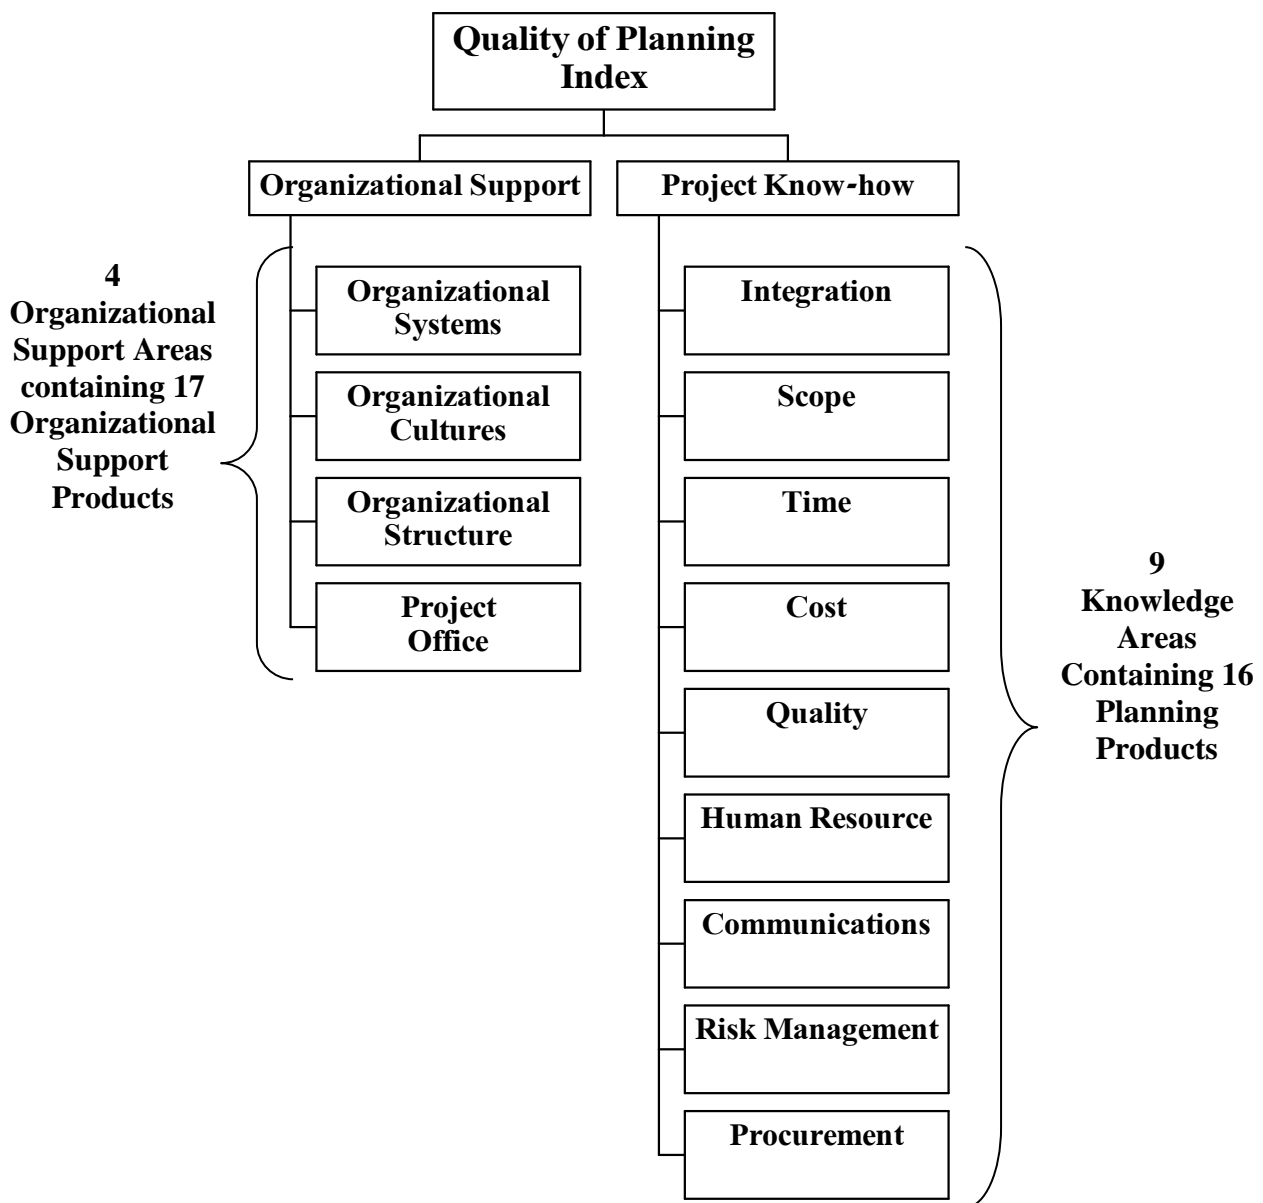 Quality of Planning
Index
Organizational Support
Project Know-how
4
Organizational
Support Areas
containing 17
Organizational
Support
Products
Organizational
Systems
Organizational
Cultures
Organizational
Structure
Project
Office
Integration
Scope
Time
Cost
Quality
Human Resource
Communications
Risk Management
Procurement
9
Knowledge
Areas
Containing 16
Planning
Products